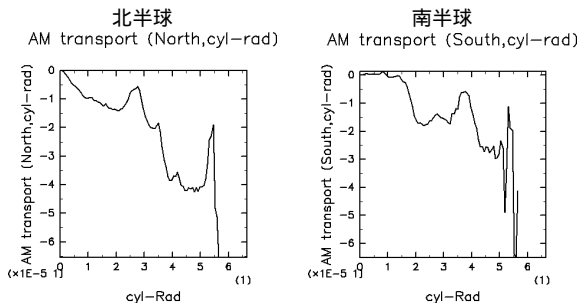 北半球
AM transport (North,cyl-rad)
AM transport (North,cyl-rad)
0
-1
-2
-3
-4
-5
-6
(×1E-5 1)
0 1 2 3 4 5 6
(1)
cyl-Rad
南半球
AM transport (South,cyl-rad)
AM transport (South,cyl-rad)
0
-1
-2
-3
-4
-5
-6
(×1E-5 1)
0 1 2 3 4 5 6
(1)
cyl-Rad